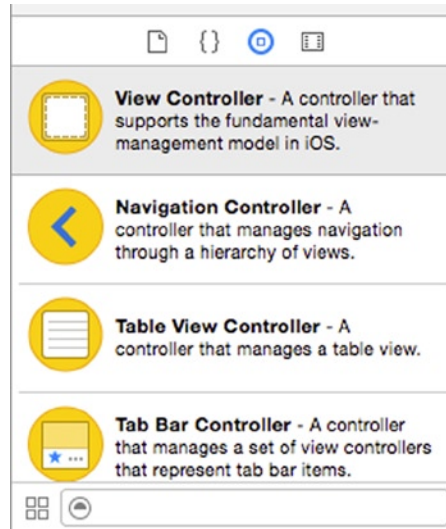 View Controller - A controller that
supports the fundamental view-
management model in iOS.
Navigation Controller - A
controller that manages navigation
through a hierarchy of views.
Table View Controller - A
controller that manages a table view.
Tab Bar Controller - A controller
that manages a set of view controllers
that represent tab bar items.